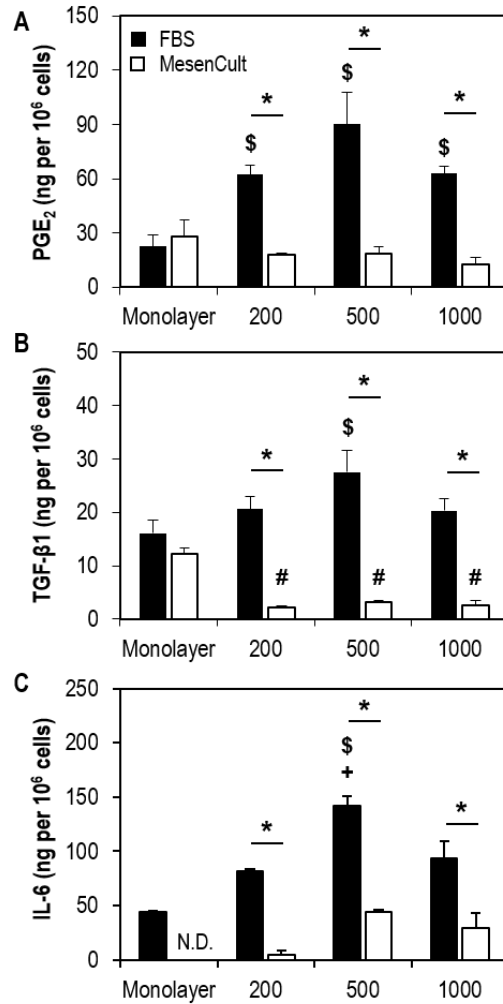 A
PGE₂ (ng per 10⁶ cells)
150
120
90
60
30
0
FBS
MesenCult
*
$
*
$
*
$
Monolayer 200 500 1000
B
TGF-β1 (ng per 10⁶ cells)
50
40
30
20
10
0
*
$
*
*
# # #
Monolayer 200 500 1000
C
IL-6 (ng per 10⁶ cells)
250
200
150
100
50
0
*
$
+
*
*
N.D.
Monolayer 200 500 1000